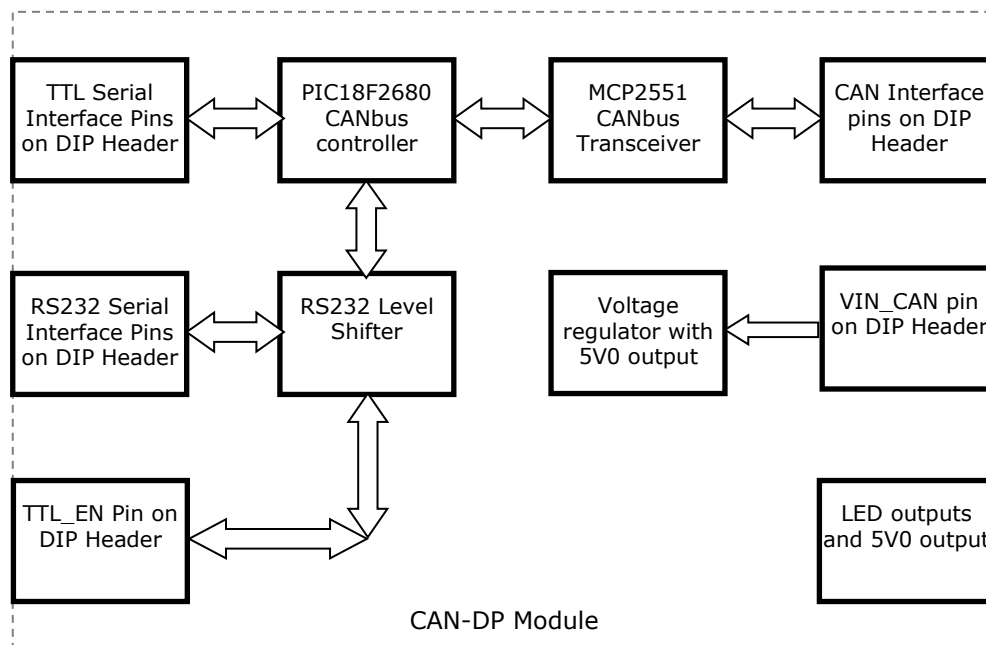 TTL Serial
Interface Pins
on DIP Header
PIC18F2680
CANbus
controller
MCP2551
CANbus
Transceiver
CAN Interface
pins on DIP
Header
RS232 Serial
Interface Pins
on DIP Header
RS232 Level
Shifter
Voltage
regulator with
5V0 output
VIN_CAN pin
on DIP Header
TTL_EN Pin on
DIP Header
LED outputs
and 5V0 output
CAN-DP Module